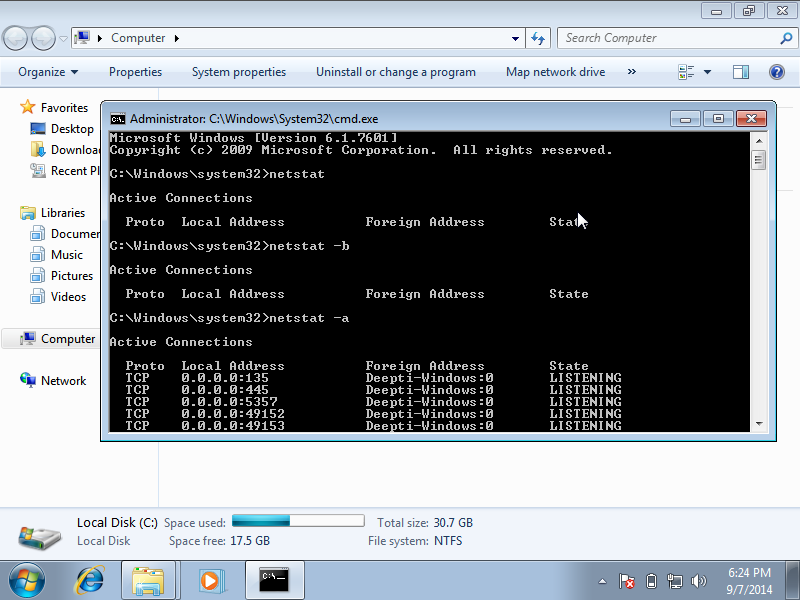 Computer
Search Computer
Organize Properties System properties Uninstall or change a program Map network drive »
Favorites
Desktop
Recent
Libraries
Music
Pictures
Videos
Computer
Network
Administrator: C:\Windows\System32\cmd.exe
Microsoft Windows [Version 6.1.7601]
Copyright (c) 2009 Microsoft Corporation.  All rights reserved.
C:\Windows\system32>netstat
Active Connections
Proto  Local Address          Foreign Address        State
C:\Windows\system32>netstat -b
Active Connections
Proto  Local Address          Foreign Address        State
C:\Windows\system32>netstat -a
Active Connections
Proto  Local Address          Foreign Address        State
TCP    0.0.0.0:135            Deepti-Windows:0       LISTENING
TCP    0.0.0.0:445            Deepti-Windows:0       LISTENING
TCP    0.0.0.0:5357           Deepti-Windows:0       LISTENING
TCP    0.0.0.0:49152          Deepti-Windows:0       LISTENING
TCP    0.0.0.0:49153          Deepti-Windows:0       LISTENING
Local Disk (C:) Space used: Total size: 30.7 GB
Local Disk Space free: 17.5 GB File system: NTFS
6:24 PM
9/7/2014